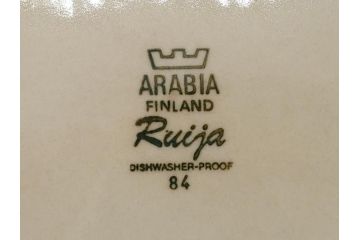 ARABIA
FINLAND
Ruija
DISHWASHER-PROOF
84